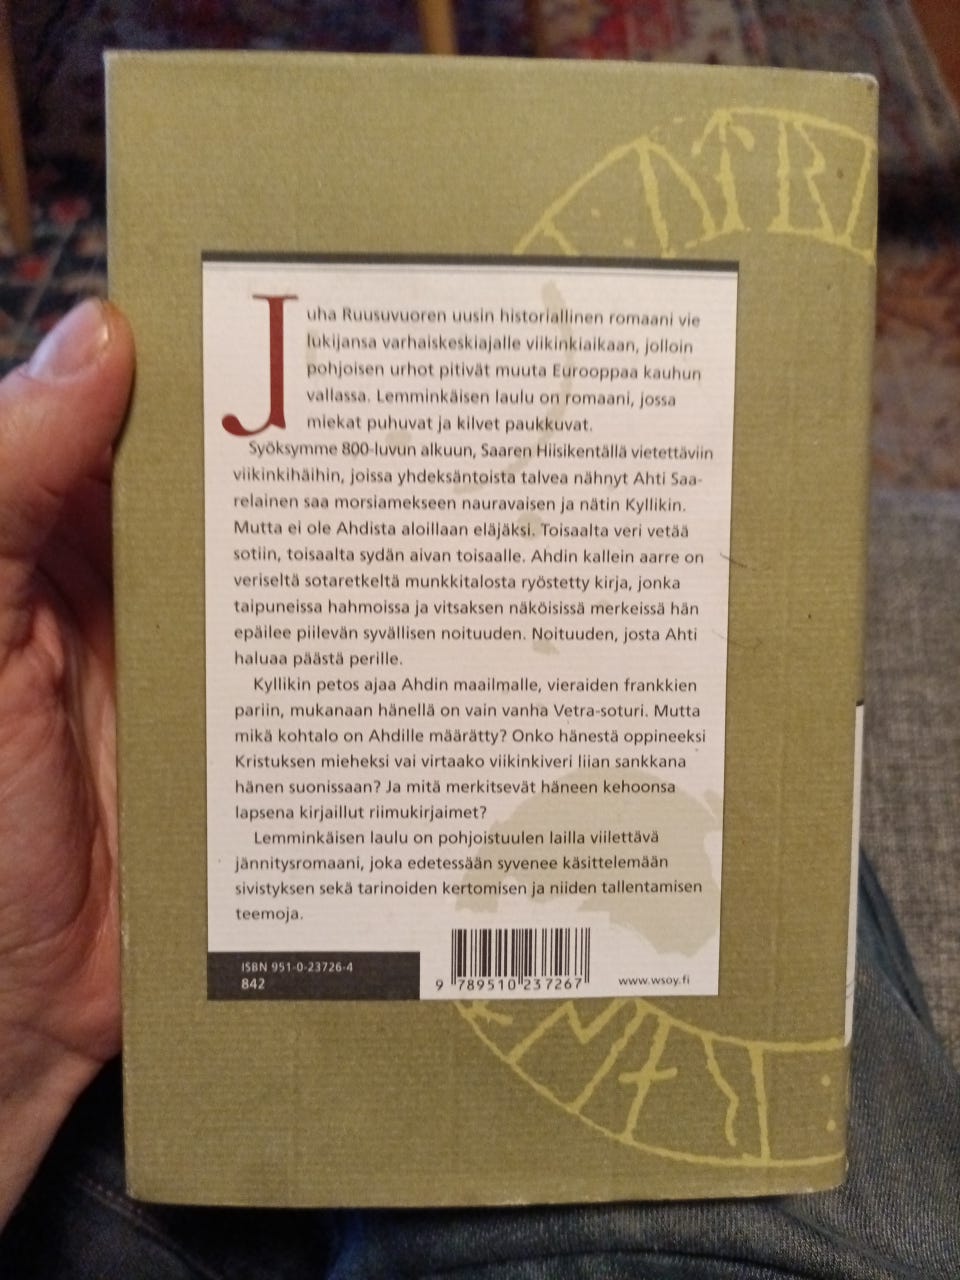 Juha Ruusuvuoren uusin historiallinen romaani vie
lukijansa varhaiskeskiajalle viikinkiaikaan, jolloin
pohjoisen urhot pitivät muuta Eurooppaa kauhun
vallassa. Lemminkäisen laulu on romaani, jossa
miekat puhuvat ja kilvet paukkuvat.
Syöksymme 800-luvun alkuun, Saaren Hiisikentällä vietettäviin
viikinkihäihin, joissa yhdeksäntoista talvea nähnyt Ahti Saa-
relainen saa morsiamekseen nauravaisen ja nätin Kyllikin.
Mutta ei ole Ahdista aloillaan eläjäksi. Toisaalta veri vetää
sotiin, toisaalta sydän aivan toisaalle. Ahdin kallein aarre on
veriseltä sotaretkeltä munkkitalosta ryöstetty kirja, jonka
taipuneissa hahmoissa ja vitsaksen näköisissä merkeissä hän
epäilee piilevän syvällisen noituuden. Noituuden, josta Ahti
haluaa päästä perille.
Kyllikin petos ajaa Ahdin maailmalle, vieraiden frankkien
pariin, mukanaan hänellä on vain vanha Vetra-soturi. Mutta
mikä kohtalo on Ahdille määrätty? Onko hänestä oppineeksi
Kristuksen mieheksi vai virtaako viikinkiveri liian sankkana
hänen suonissaan? Ja mitä merkitsevät häneen kehoonsa
lapsena kirjaillut riimukirjaimet?
Lemminkäisen laulu on pohjoistuulen lailla viilettävä
jännitysromaani, joka edetessään syvenee käsittelemään
sivistyksen sekä tarinoiden kertomisen ja niiden tallentamisen
teemoja.
ISBN 951-0-23726-4
842
9 789510 237267
www.wsoy.fi